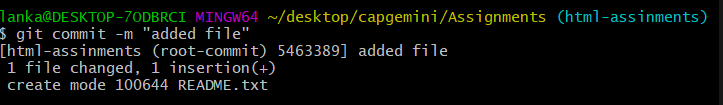 lanka@DESKTOP-7ODBRCI MINGW64 ~/desktop/capgemini/Assignments (html-assinments)
$ git commit -m "added file"
[html-assinments (root-commit) 5463389] added file
 1 file changed, 1 insertion(+)
 create mode 100644 README.txt